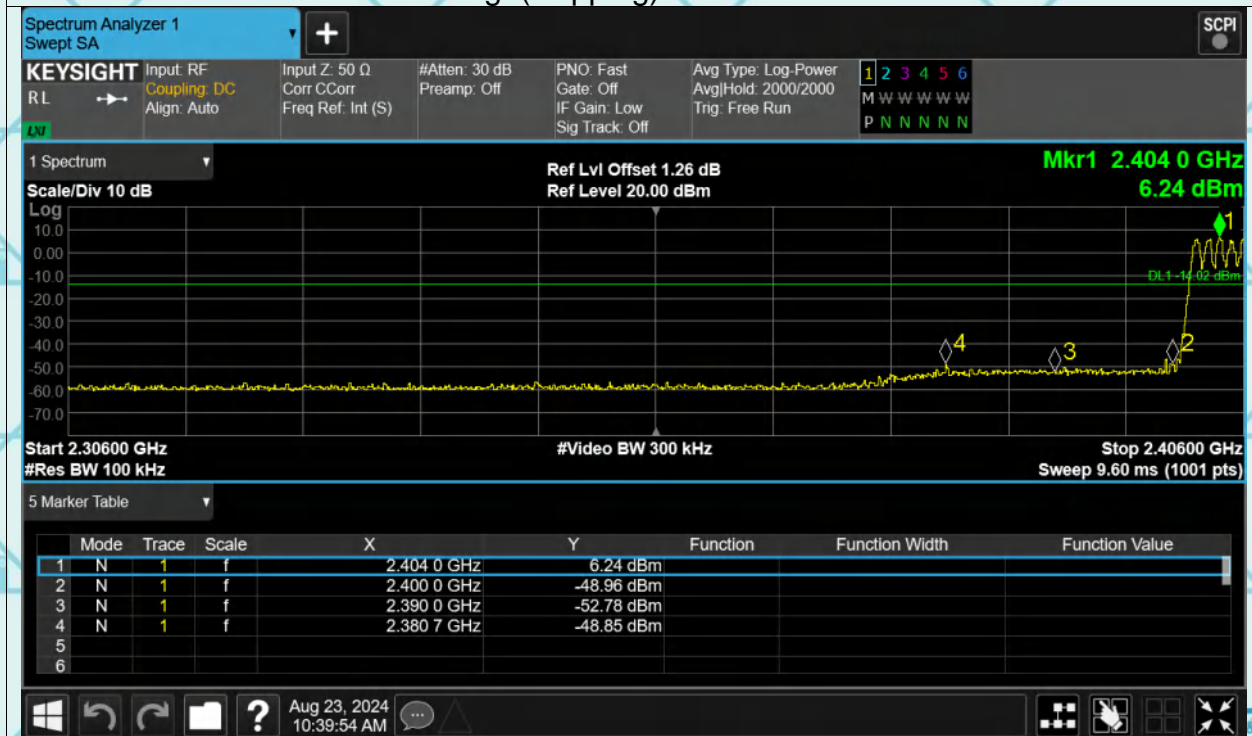 Spectrum Analyzer 1
Swept SA
+
SCPI
KEYSIGHT
RL
LXI
Input: RF
Coupling: DC
Align: Auto
Input Z: 50 Ω
Corr CCorr
Freq Ref: Int (S)
#Atten: 30 dB
Preamp: Off
PNO: Fast
Gate: Off
IF Gain: Low
Sig Track: Off
Avg Type: Log-Power
Avg|Hold: 2000/2000
Trig: Free Run
1 2 3 4 5 6
M W W W W W
P N N N N N
1 Spectrum
Scale/Div 10 dB
Ref Lvl Offset 1.26 dB
Ref Level 20.00 dBm
Mkr1 2.404 0 GHz
6.24 dBm
Log
10.0
0.00
-10.0
-20.0
-30.0
-40.0
-50.0
-60.0
-70.0
1
DL1 -14.02 dBm
4
3
2
Start 2.30600 GHz
#Res BW 100 kHz
#Video BW 300 kHz
Stop 2.40600 GHz
Sweep 9.60 ms (1001 pts)
5 Marker Table
Mode Trace Scale X Y Function Function Width Function Value
1 N 1 f 2.404 0 GHz 6.24 dBm
2 N 1 f 2.400 0 GHz -48.96 dBm
3 N 1 f 2.390 0 GHz -52.78 dBm
4 N 1 f 2.380 7 GHz -48.85 dBm
5
6
?
Aug 23, 2024
10:39:54 AM